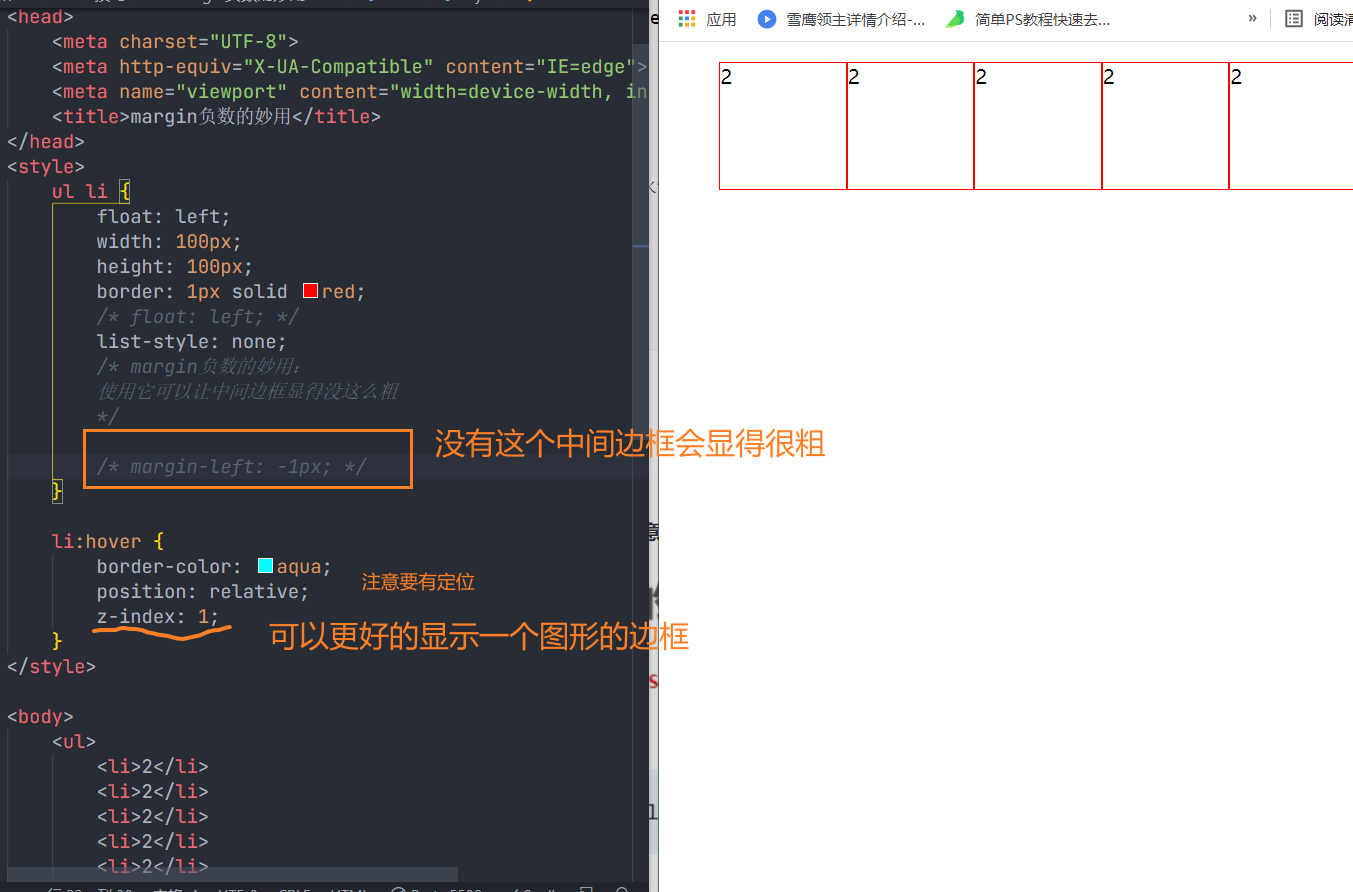 <head>
<meta charset="UTF-8">
<meta http-equiv="X-UA-Compatible" content="IE=edge">
<meta name="viewport" content="width=device-width, in
<title>margin负数的妙用</title>
</head>
<style>
ul li {
float: left;
width: 100px;
height: 100px;
border: 1px solid red;
/* float: left; */
list-style: none;
/* margin负数的妙用:
使用它可以让中间边框显得没这么粗
*/
/* margin-left: -1px; */
没有这个中间边框会显得很粗
}
li:hover {
border-color: aqua;
position: relative;
注意要有定位
z-index: 1;
可以更好的显示一个图形的边框
}
</style>
<body>
<ul>
<li>2</li>
<li>2</li>
<li>2</li>
<li>2</li>
<li>2</li>
应用 雪鹰领主详情介绍-... 简单PS教程快速去... » 阅读清
2 2 2 2 2